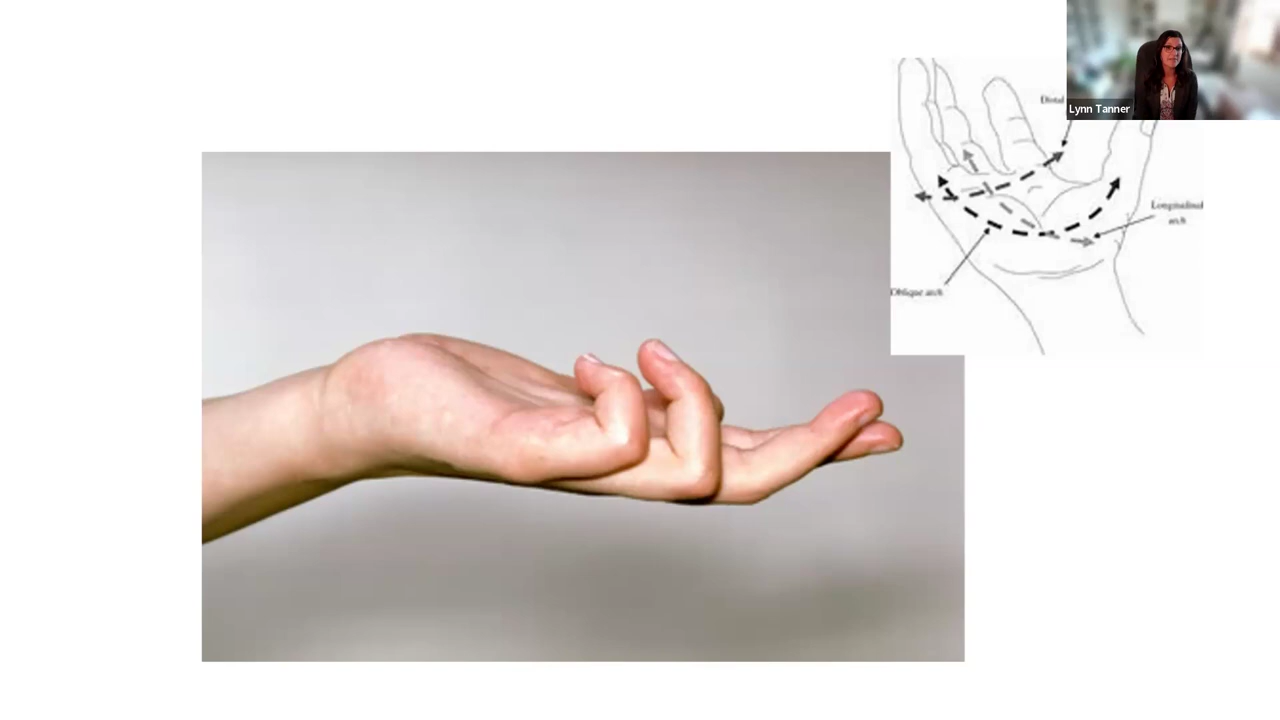 Lynn Tanner
Distal
Longitudinal
arch
Oblique arch